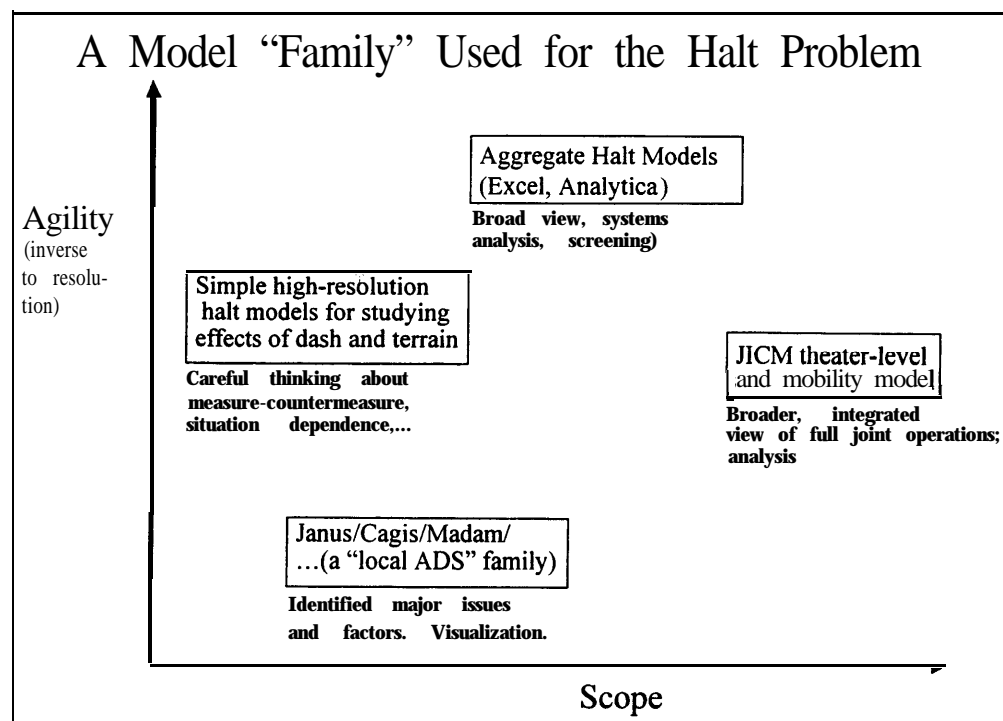 A Model “Family” Used for the Halt Problem
Aggregate Halt Models
(Excel, Analytica)
Broad view, systems
analysis, screening)
Agility
(inverse
to resolu-
tion)
Simple high-resolution
halt models for studying
effects of dash and terrain
Careful thinking about
measure-countermeasure,
situation dependence,...
JICM theater-level
and mobility model
Broader, integrated
view of full joint operations;
analysis
Janus/Cagis/Madam/
…(a “local ADS” family)
Identified major issues
and factors. Visualization.
Scope